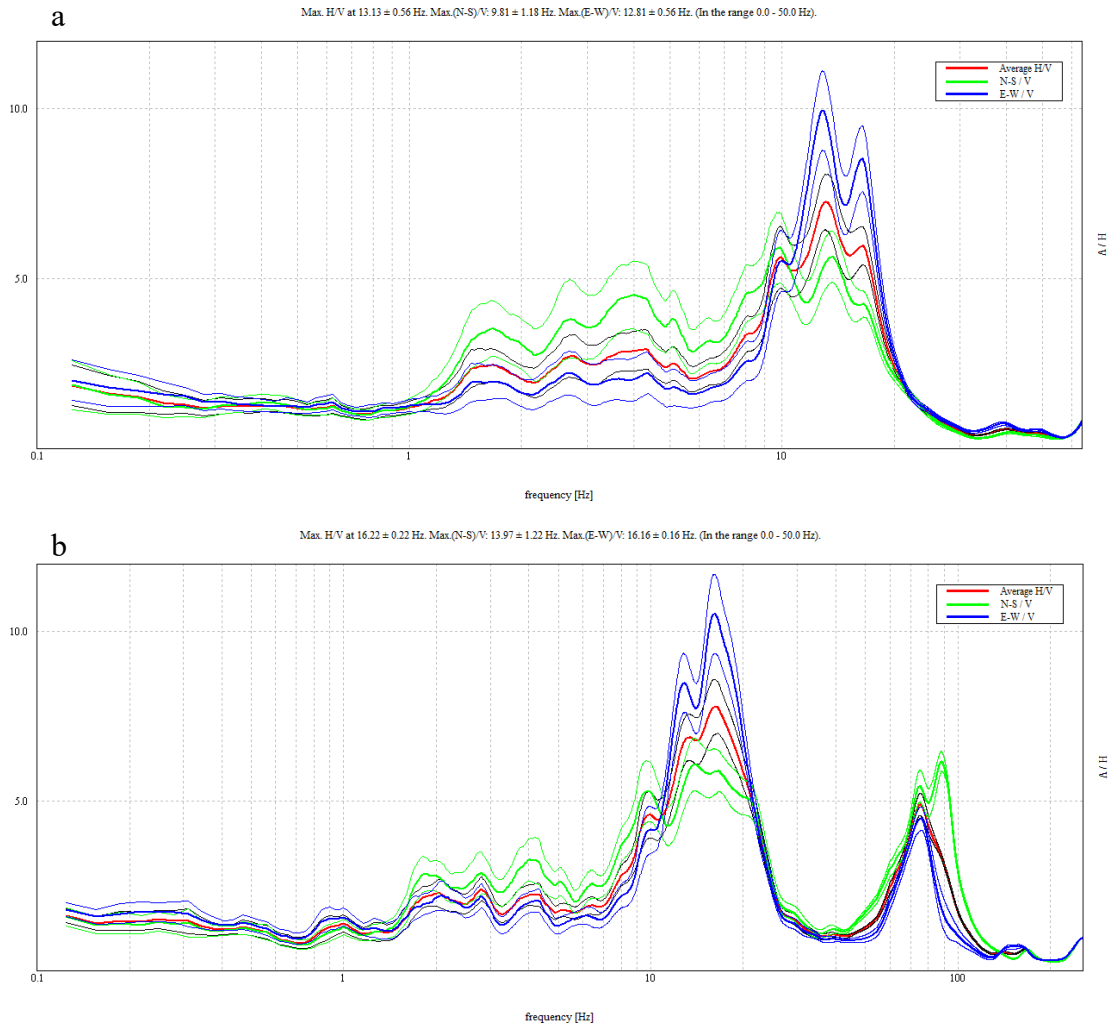 a
Max. H/V at 13.13 ± 0.56 Hz. Max.(N-S)/V: 9.81 ± 1.18 Hz. Max.(E-W)/V: 12.81 ± 0.56 Hz. (In the range 0.0 - 50.0 Hz).
Average H/V
N-S / V
E-W / V
10.0
5.0
H / V
0.1 1 10
frequency [Hz]
b
Max. H/V at 16.22 ± 0.22 Hz. Max.(N-S)/V: 13.97 ± 1.22 Hz. Max.(E-W)/V: 16.16 ± 0.16 Hz. (In the range 0.0 - 50.0 Hz).
Average H/V
N-S / V
E-W / V
10.0
5.0
H / V
0.1 1 10 100
frequency [Hz]